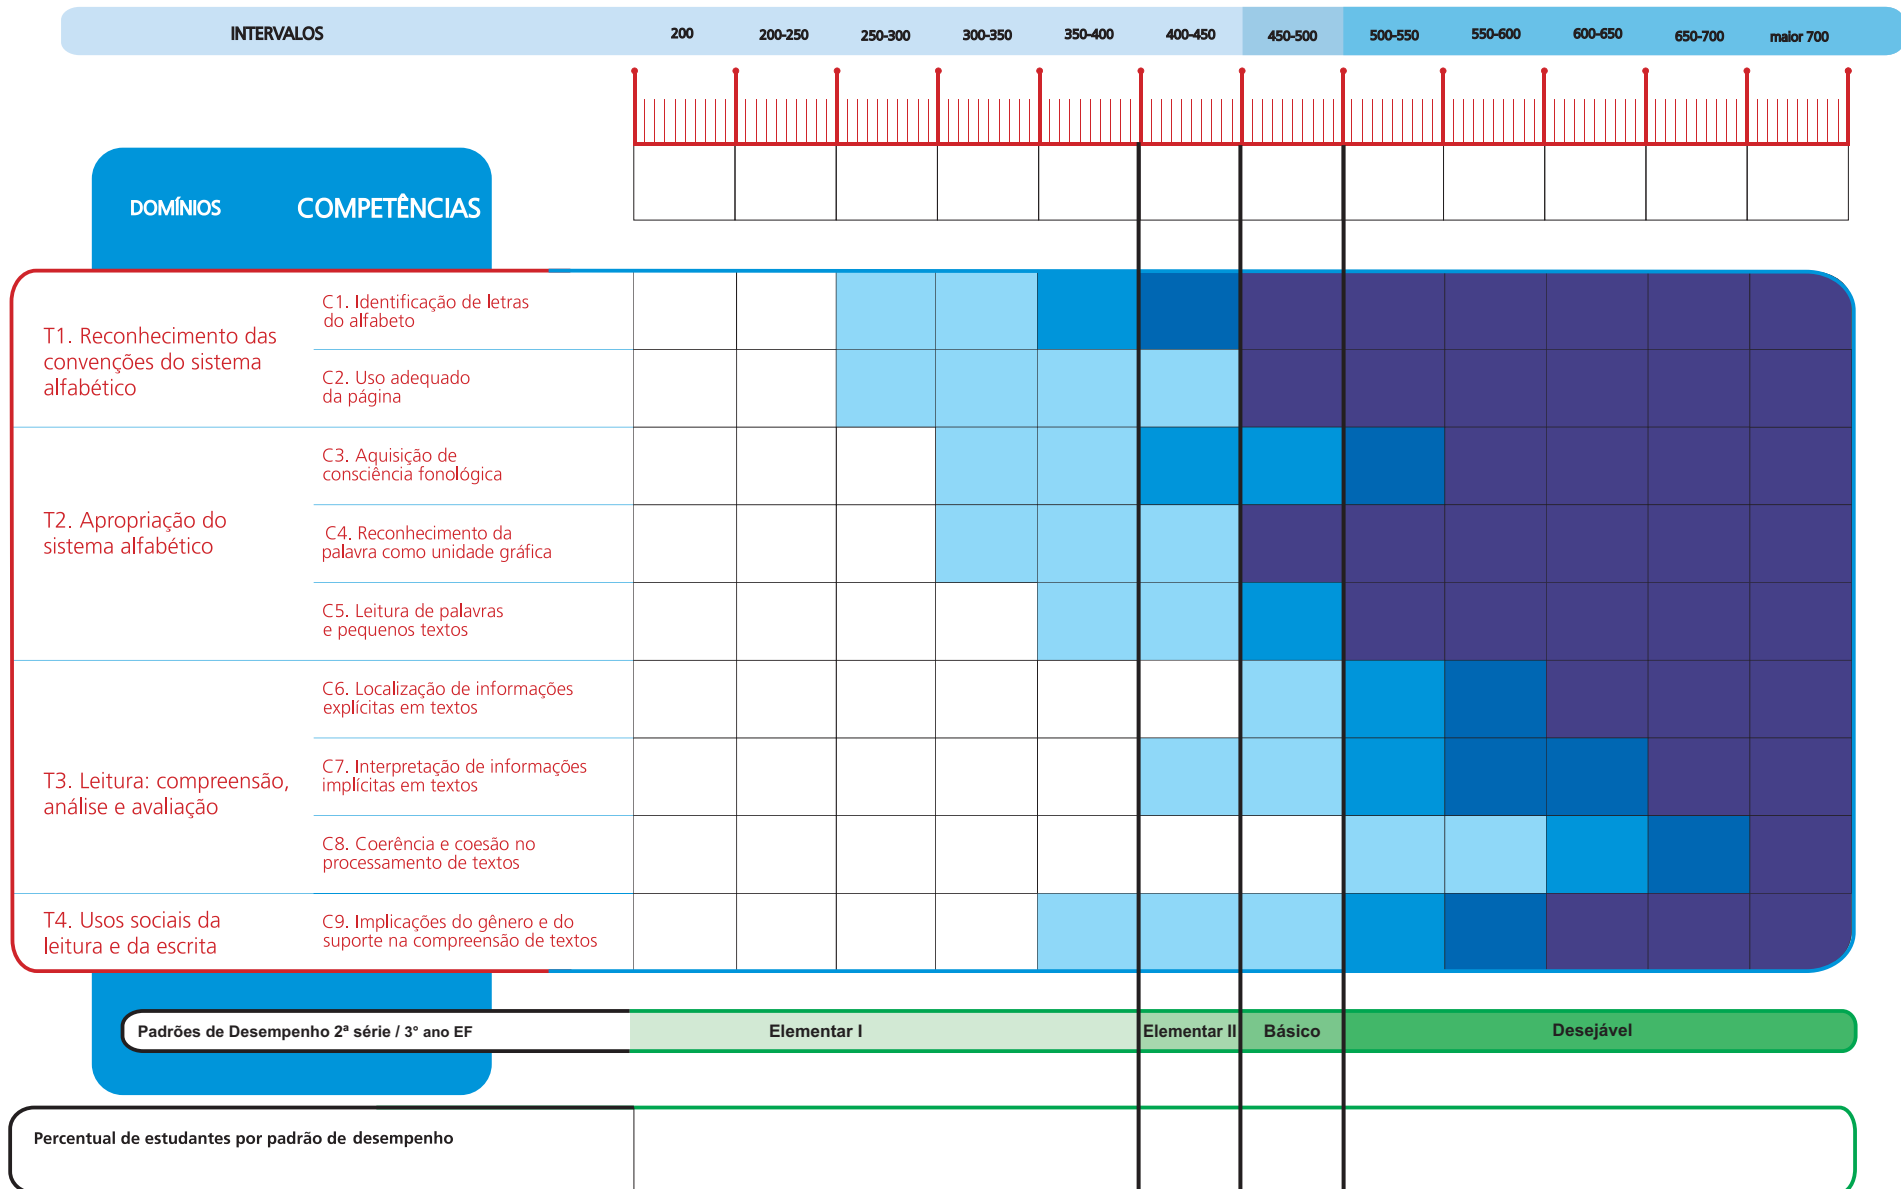 INTERVALOS 200 200-250 250-300 300-350 350-400 400-450 450-500 500-550 550-600 600-650 650-700 maior 700
DOMÍNIOS COMPETÊNCIAS
T1. Reconhecimento das
convenções do sistema
alfabético
C1. Identificação de letras
do alfabeto
C2. Uso adequado
da página
T2. Apropriação do
sistema alfabético
C3. Aquisição de
consciência fonológica
C4. Reconhecimento da
palavra como unidade gráfica
C5. Leitura de palavras
e pequenos textos
T3. Leitura: compreensão,
análise e avaliação
C6. Localização de informações
explícitas em textos
C7. Interpretação de informações
implícitas em textos
C8. Coerência e coesão no
processamento de textos
T4. Usos sociais da
leitura e da escrita
C9. Implicações do gênero e do
suporte na compreensão de textos
Padrões de Desempenho 2ª série / 3° ano EF Elementar I Elementar II Básico Desejável
Percentual de estudantes por padrão de desempenho